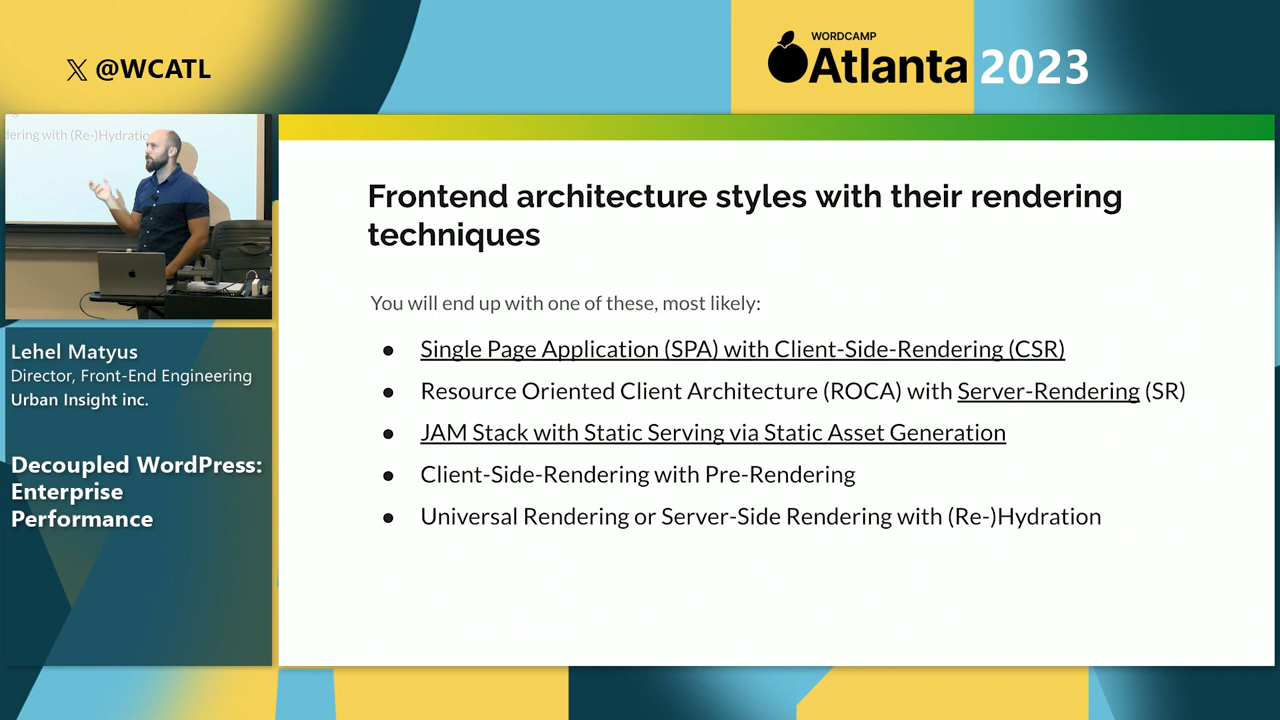 𝕏 @WCATL
WORDCAMP
Atlanta 2023
dering with (Re-)Hydratio
Lehel Matyus
Director, Front-End Engineering
Urban Insight inc.
Decoupled WordPress:
Enterprise
Performance
Frontend architecture styles with their rendering
techniques
You will end up with one of these, most likely:
● Single Page Application (SPA) with Client-Side-Rendering (CSR)
● Resource Oriented Client Architecture (ROCA) with Server-Rendering (SR)
● JAM Stack with Static Serving via Static Asset Generation
● Client-Side-Rendering with Pre-Rendering
● Universal Rendering or Server-Side Rendering with (Re-)Hydration